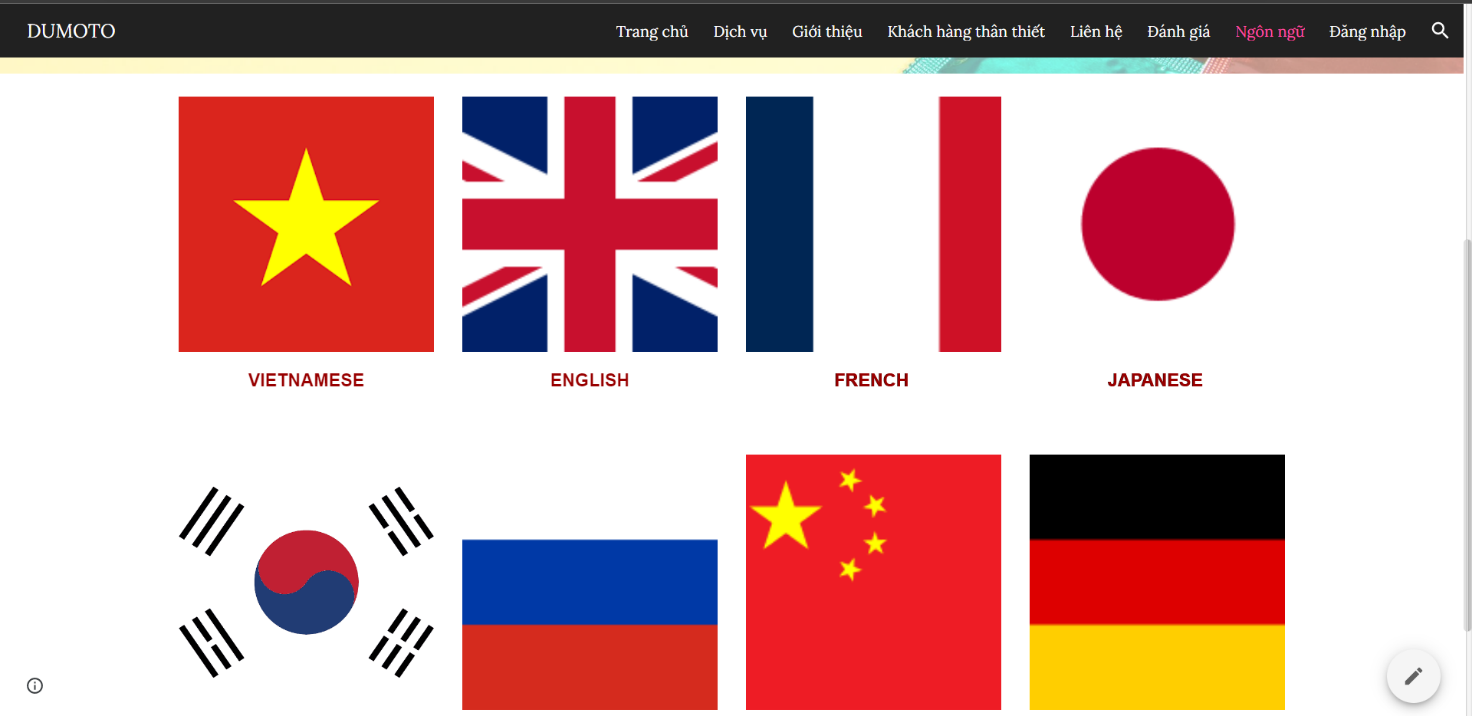 DUMOTO
Trang chủ Dịch vụ Giới thiệu Khách hàng thân thiết Liên hệ Đánh giá Ngôn ngữ Đăng nhập
VIETNAMESE ENGLISH FRENCH JAPANESE